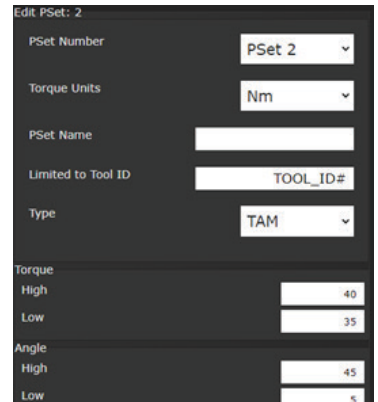 Edit PSet: 2
PSet Number PSet 2
Torque Units Nm
PSet Name
Limited to Tool ID TOOL_ID#
Type TAM
Torque
High 40
Low 35
Angle
High 45
Low 5